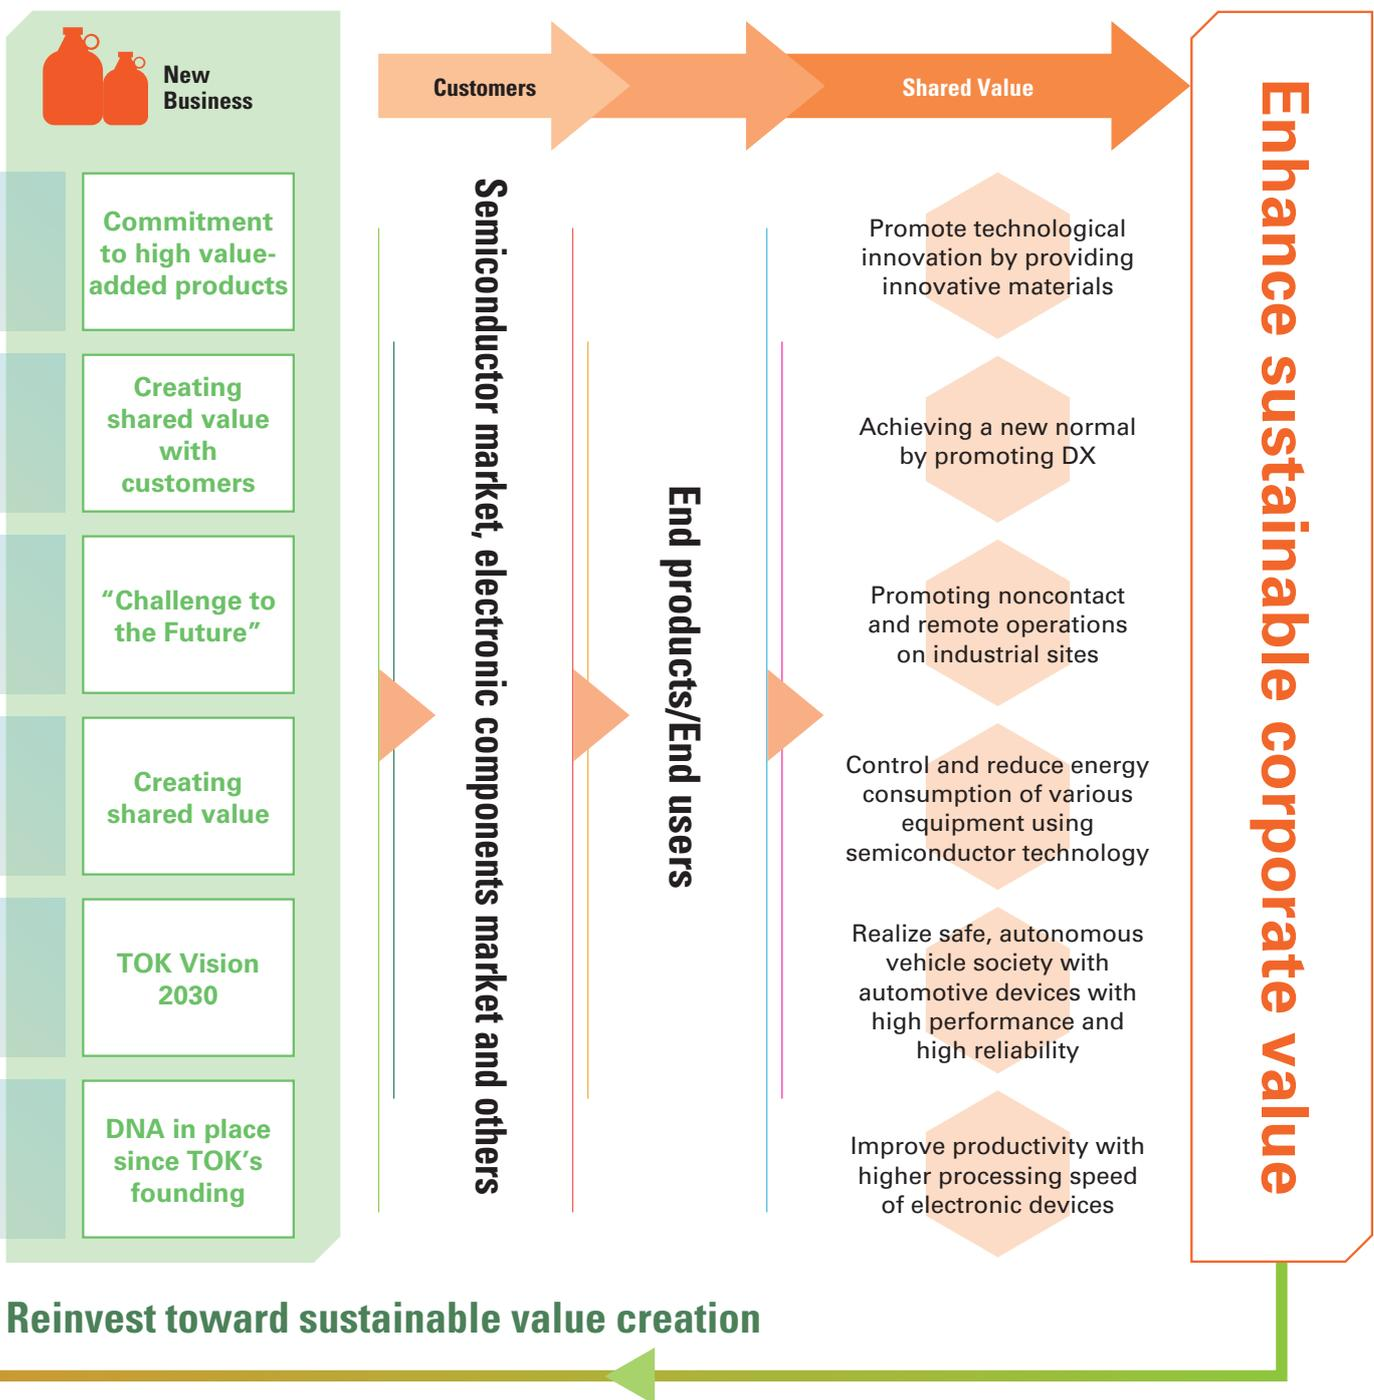 New
Business
Commitment
to high value-
added products
Creating
shared value
with
customers
“Challenge to
the Future”
Creating
shared value
TOK Vision
2030
DNA in place
since TOK’s
founding
Customers
Shared Value
Semiconductor market, electronic components market and others
End products/End users
Promote technological
innovation by providing
innovative materials
Achieving a new normal
by promoting DX
Promoting noncontact
and remote operations
on industrial sites
Control and reduce energy
consumption of various
equipment using
semiconductor technology
Realize safe, autonomous
vehicle society with
automotive devices with
high performance and
high reliability
Improve productivity with
higher processing speed
of electronic devices
Enhance sustainable corporate value
Reinvest toward sustainable value creation